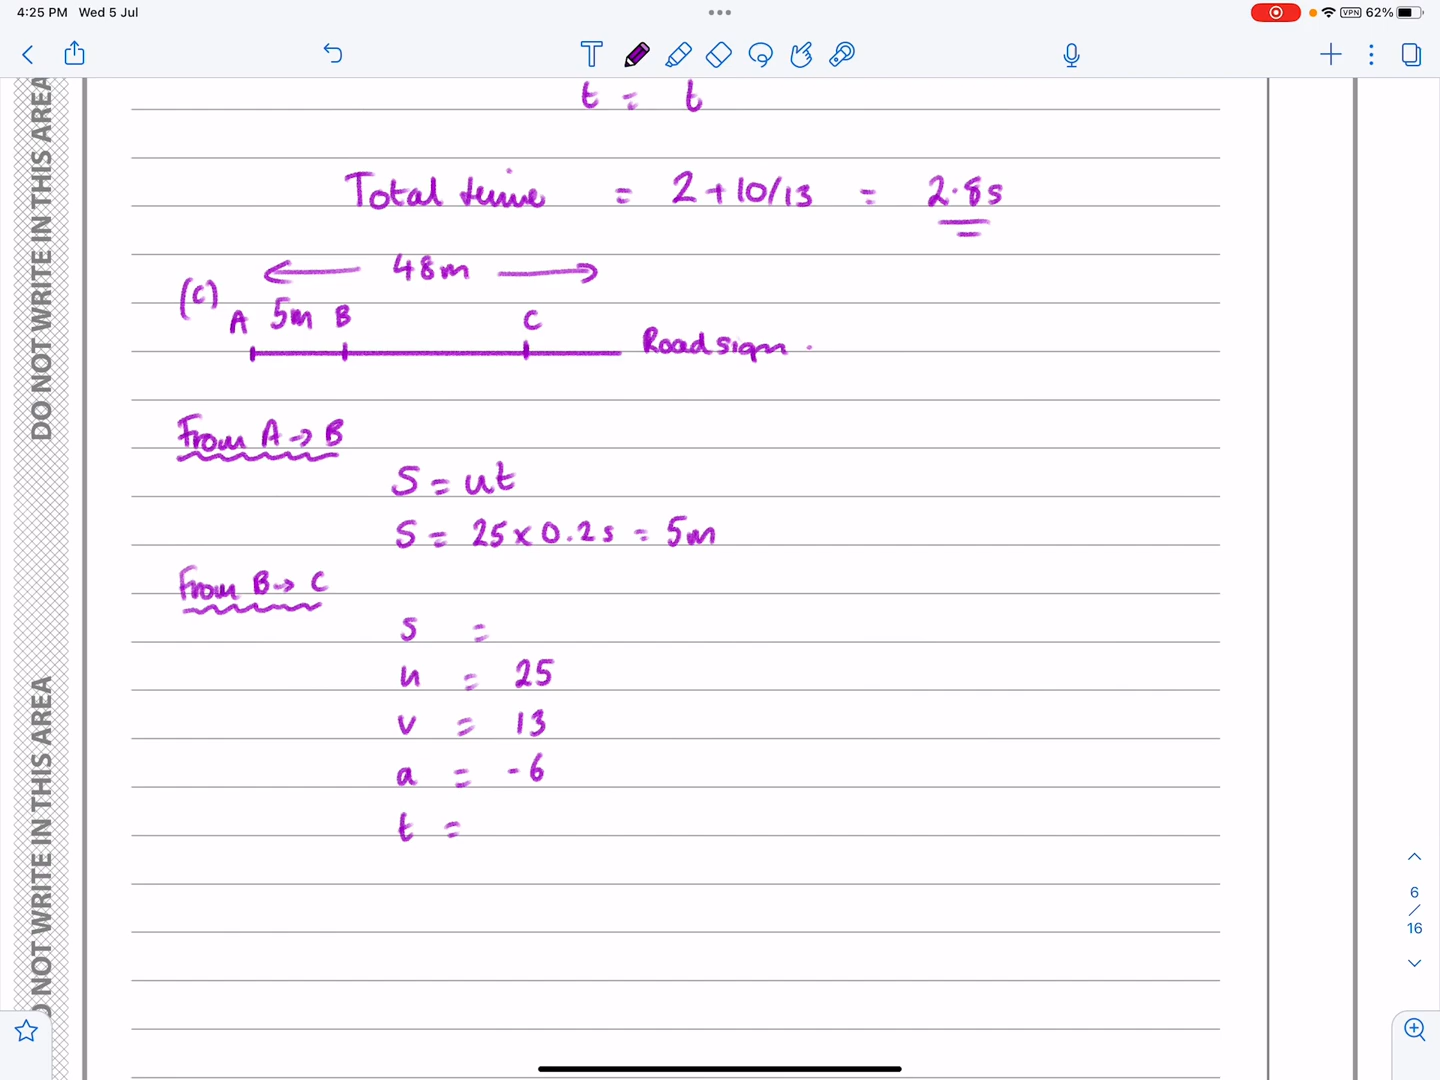 4:25 PM Wed 5 Jul
VPN 62%
T
DO NOT WRITE IN THIS AREA
t = t
Total time = 2 + 10/13 = 2.8s
48m
(c)
A 5m B C
Road sign
From A → B
S = ut
S = 25 × 0.2s = 5m
From B → C
s =
u = 25
v = 13
a = -6
t =
DO NOT WRITE IN THIS AREA
6
/
16